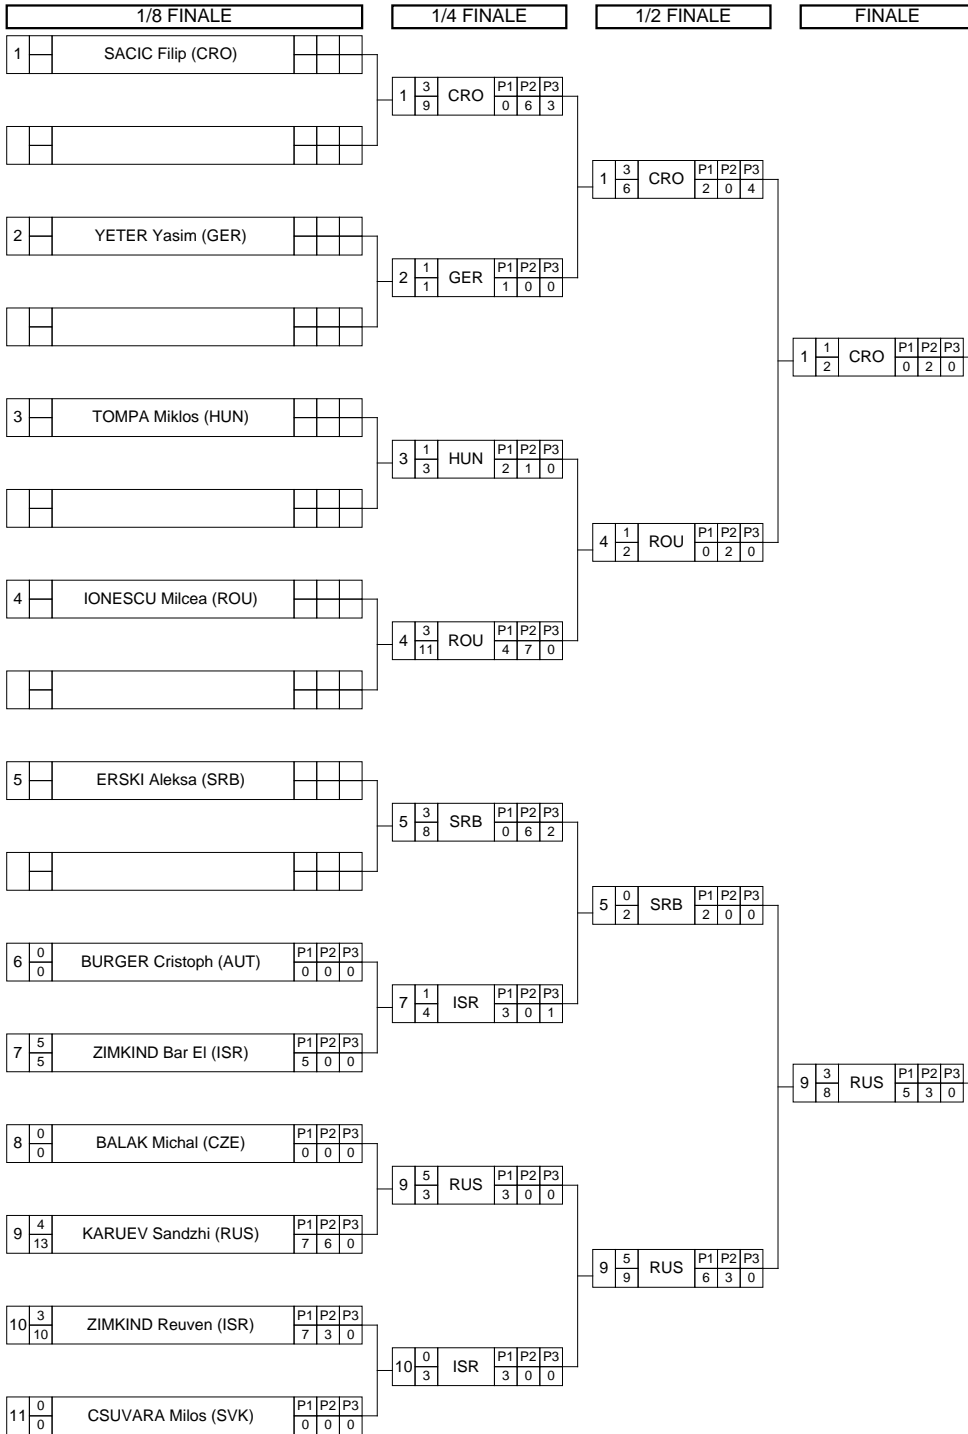 1/8 FINALE 1/4 FINALE 1/2 FINALE FINALE
1 SACIC Filip (CRO)
1 3 9 CRO P1 P2 P3 0 6 3
1 3 6 CRO P1 P2 P3 2 0 4
2 YETER Yasim (GER)
2 1 1 GER P1 P2 P3 1 0 0
1 1 2 CRO P1 P2 P3 0 2 0
3 TOMPA Miklos (HUN)
3 1 3 HUN P1 P2 P3 2 1 0
4 1 2 ROU P1 P2 P3 0 2 0
4 IONESCU Milcea (ROU)
4 3 11 ROU P1 P2 P3 4 7 0
5 ERSKI Aleksa (SRB)
5 3 8 SRB P1 P2 P3 0 6 2
5 0 2 SRB P1 P2 P3 2 0 0
6 0 0 BURGER Cristoph (AUT) P1 P2 P3 0 0 0
7 1 4 ISR P1 P2 P3 3 0 1
7 5 5 ZIMKIND Bar El (ISR) P1 P2 P3 5 0 0
9 3 8 RUS P1 P2 P3 5 3 0
8 0 0 BALAK Michal (CZE) P1 P2 P3 0 0 0
9 5 3 RUS P1 P2 P3 3 0 0
9 4 13 KARUEV Sandzhi (RUS) P1 P2 P3 7 6 0
9 5 9 RUS P1 P2 P3 6 3 0
10 3 10 ZIMKIND Reuven (ISR) P1 P2 P3 7 3 0
10 0 3 ISR P1 P2 P3 3 0 0
11 0 0 CSUVARA Milos (SVK) P1 P2 P3 0 0 0